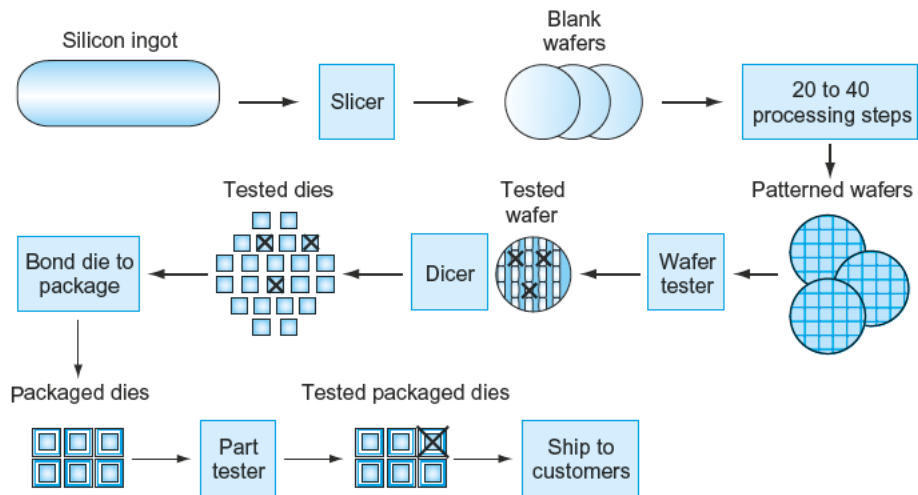 Silicon ingot
Slicer
Blank
wafers
20 to 40
processing steps
Tested dies
Tested
wafer
Patterned wafers
Bond die to
package
Dicer
Wafer
tester
Packaged dies
Tested packaged dies
Part
tester
Ship to
customers